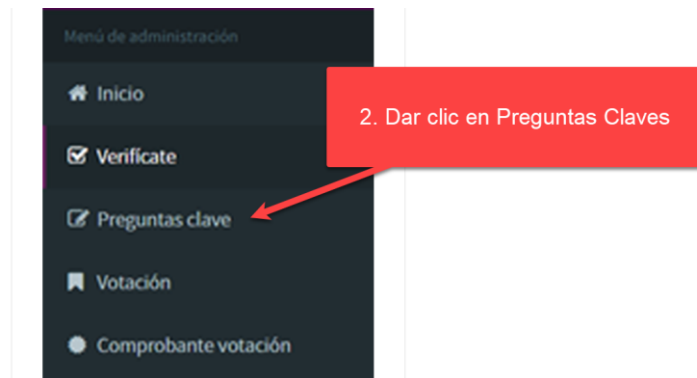 Menú de administración
Inicio
2. Dar clic en Preguntas Claves
Verifícate
Preguntas clave
Votación
Comprobante votación